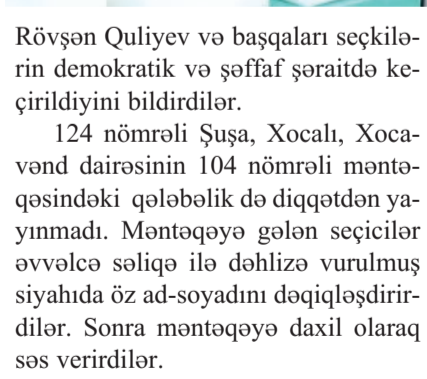 Rövşən Quliyev və başqaları seçkilə-
rin demokratik və şəffaf şəraitdə ke-
çirildiyini bildirdilər.
124 nömrəli Şuşa, Xocalı, Xoca-
vənd dairəsinin 104 nömrəli məntə-
qəsindəki qələbəlik də diqqətdən ya-
yınmadı. Məntəqəyə gələn seçicilər
əvvəlcə səliqə ilə dəhlizə vurulmuş
siyahıda öz ad-soyadını dəqiqləşdirir-
dilər. Sonra məntəqəyə daxil olaraq
səs verirdilər.